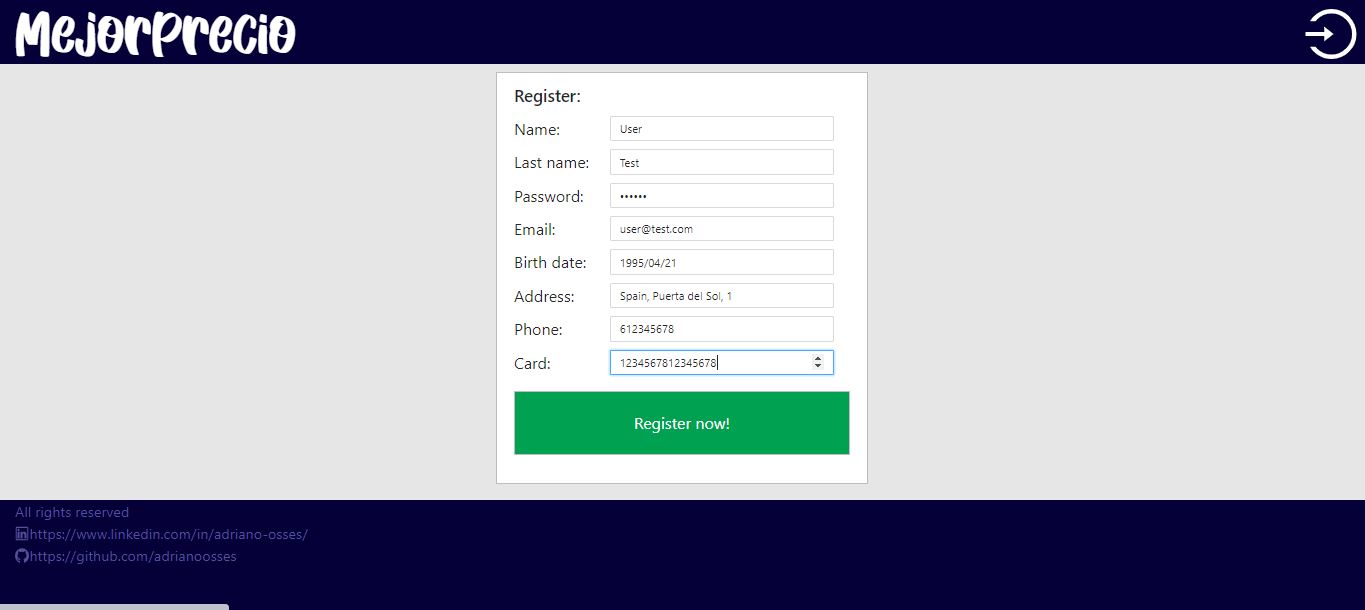 MejorPrecio
Register:
Name: User
Last name: Test
Password: ••••••
Email: user@test.com
Birth date: 1995/04/21
Address: Spain, Puerta del Sol, 1
Phone: 612345678
Card: 1234567812345678
Register now!
All rights reserved
https://www.linkedin.com/in/adriano-osses/
https://github.com/adrianoosses